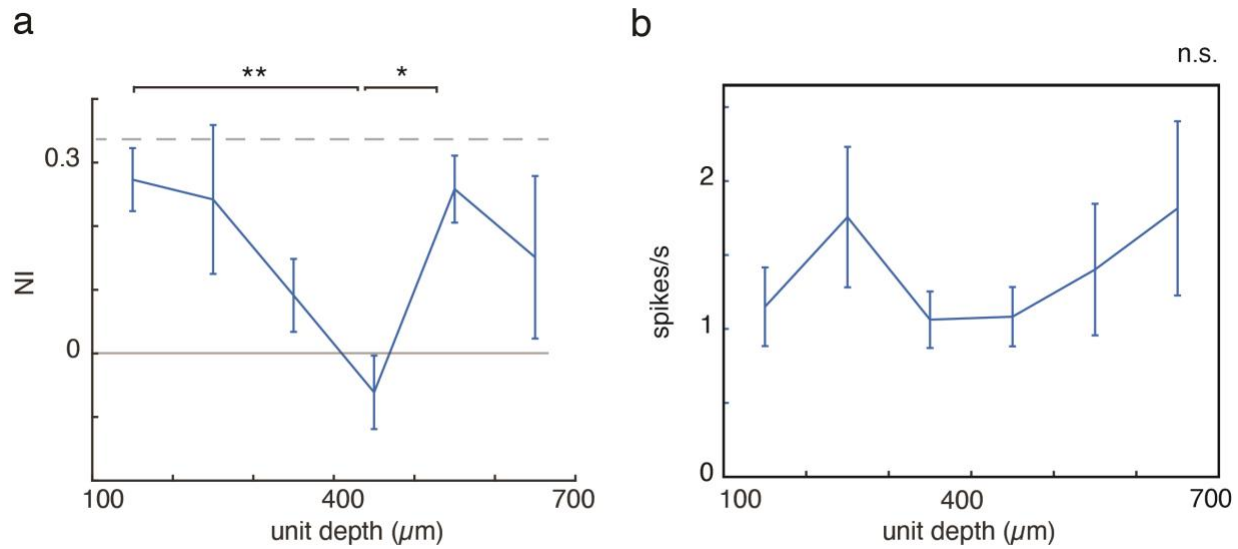 a
** *
0.3
0
NI
100 400 700
unit depth (µm)
b
n.s.
2
1
0
spikes/s
100 400 700
unit depth (µm)